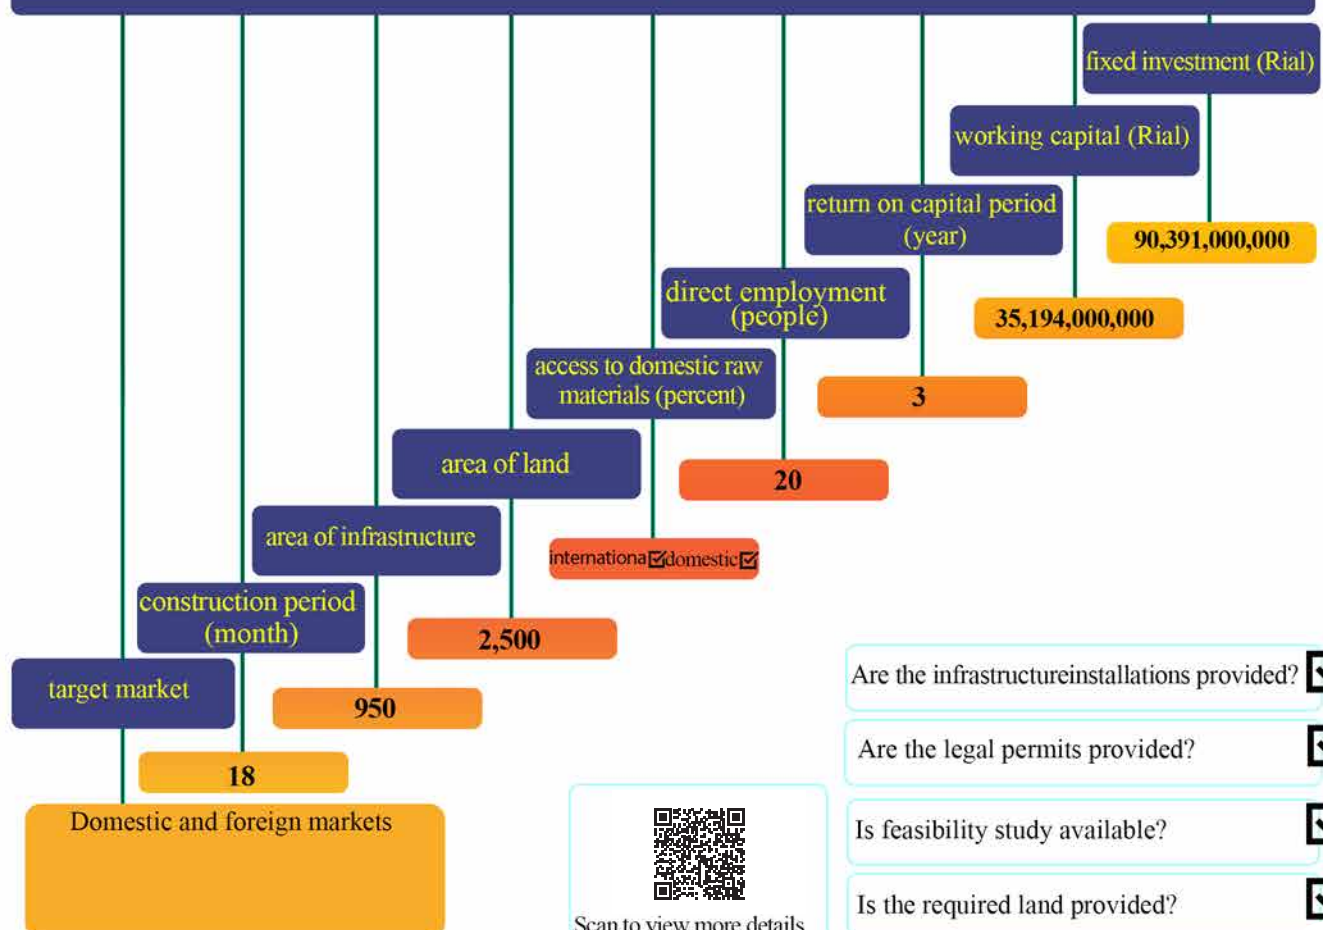 fixed investment (Rial)
90,391,000,000
working capital (Rial)
35,194,000,000
return on capital period
(year)
3
direct employment
(people)
20
access to domestic raw
materials (percent)
internationa☑domestic☑
area of land
2,500
area of infrastructure
950
construction period
(month)
18
target market
Domestic and foreign markets
Scan to view more details
Are the infrastructureinstallations provided?
Are the legal permits provided?
Is feasibility study available?
Is the required land provided?